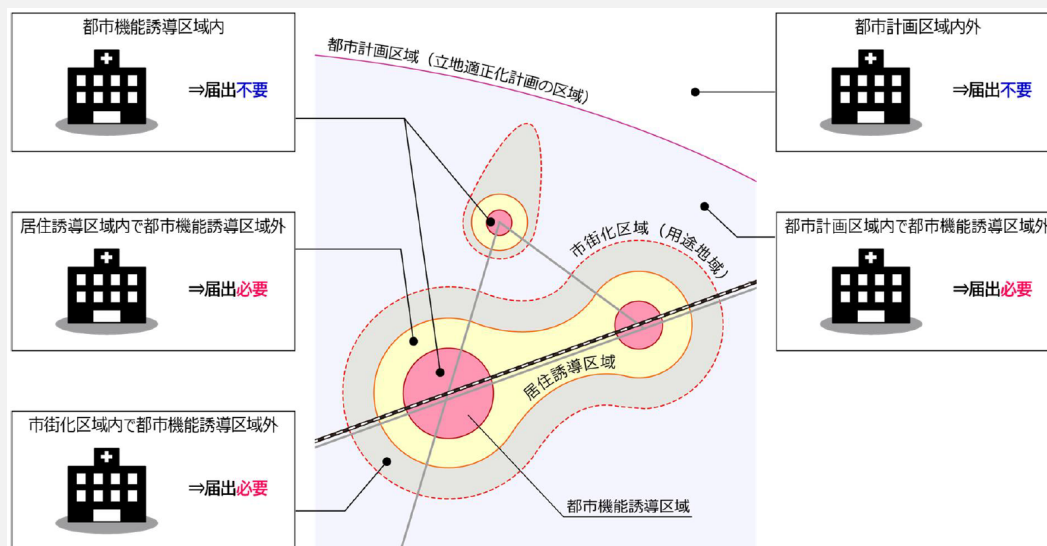 都市機能誘導区域内
⇒届出不要
居住誘導区域内で都市機能誘導区域外
⇒届出必要
市街化区域内で都市機能誘導区域外
⇒届出必要
都市計画区域（立地適正化計画の区域）
市街化区域（用途地域）
居住誘導区域
都市機能誘導区域
都市計画区域内外
⇒届出不要
都市計画区域内で都市機能誘導区域外
⇒届出必要